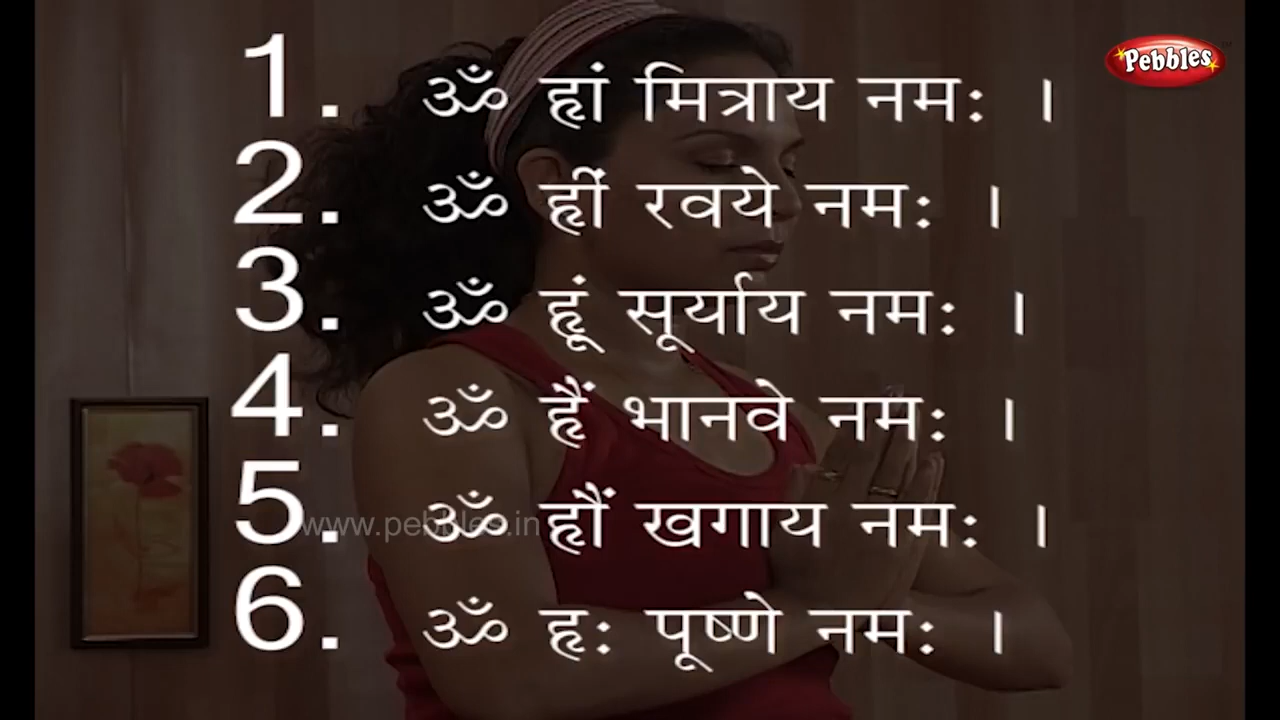 Pebbles
1. ॐ हृां मित्राय नमः ।
2. ॐ हृीं रवये नमः ।
3. ॐ हृूं सूर्याय नमः ।
4. ॐ हृैं भानवे नमः ।
5. ॐ हृौं खगाय नमः ।
www.pebbles.in
6. ॐ हृः पूष्णे नमः ।